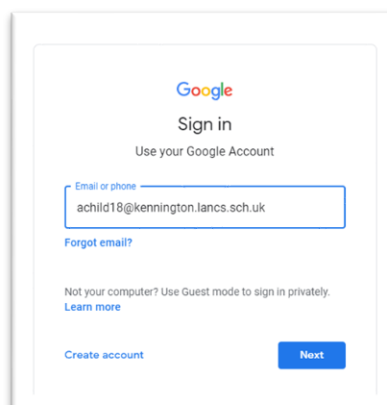 Google
Sign in
Use your Google Account
Email or phone
achild18@kennington.lancs.sch.uk
Forgot email?
Not your computer? Use Guest mode to sign in privately.
Learn more
Create account
Next